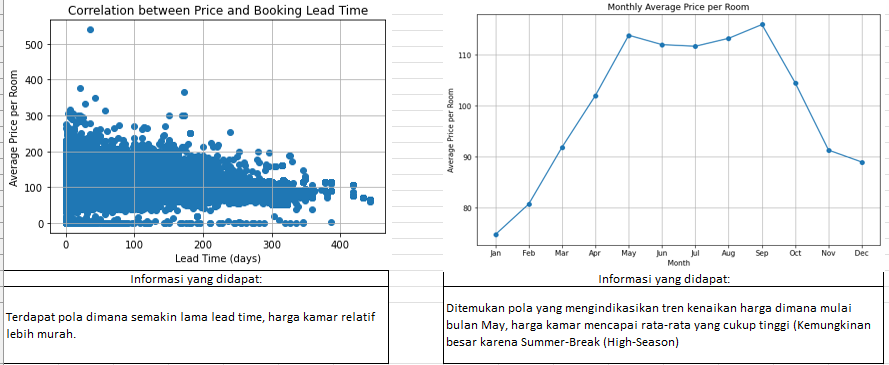 Correlation between Price and Booking Lead Time
500
400
300
200
100
0
Average Price per Room
0 100 200 300 400
Lead Time (days)
Informasi yang didapat:
Terdapat pola dimana semakin lama lead time, harga kamar relatif
lebih murah.
Monthly Average Price per Room
110
100
90
80
Average Price per Room
Jan Feb Mar Apr May Jun Jul Aug Sep Oct Nov Dec
Month
Informasi yang didapat:
Ditemukan pola yang mengindikasikan tren kenaikan harga dimana mulai
bulan May, harga kamar mencapai rata-rata yang cukup tinggi (Kemungkinan
besar karena Summer-Break (High-Season)